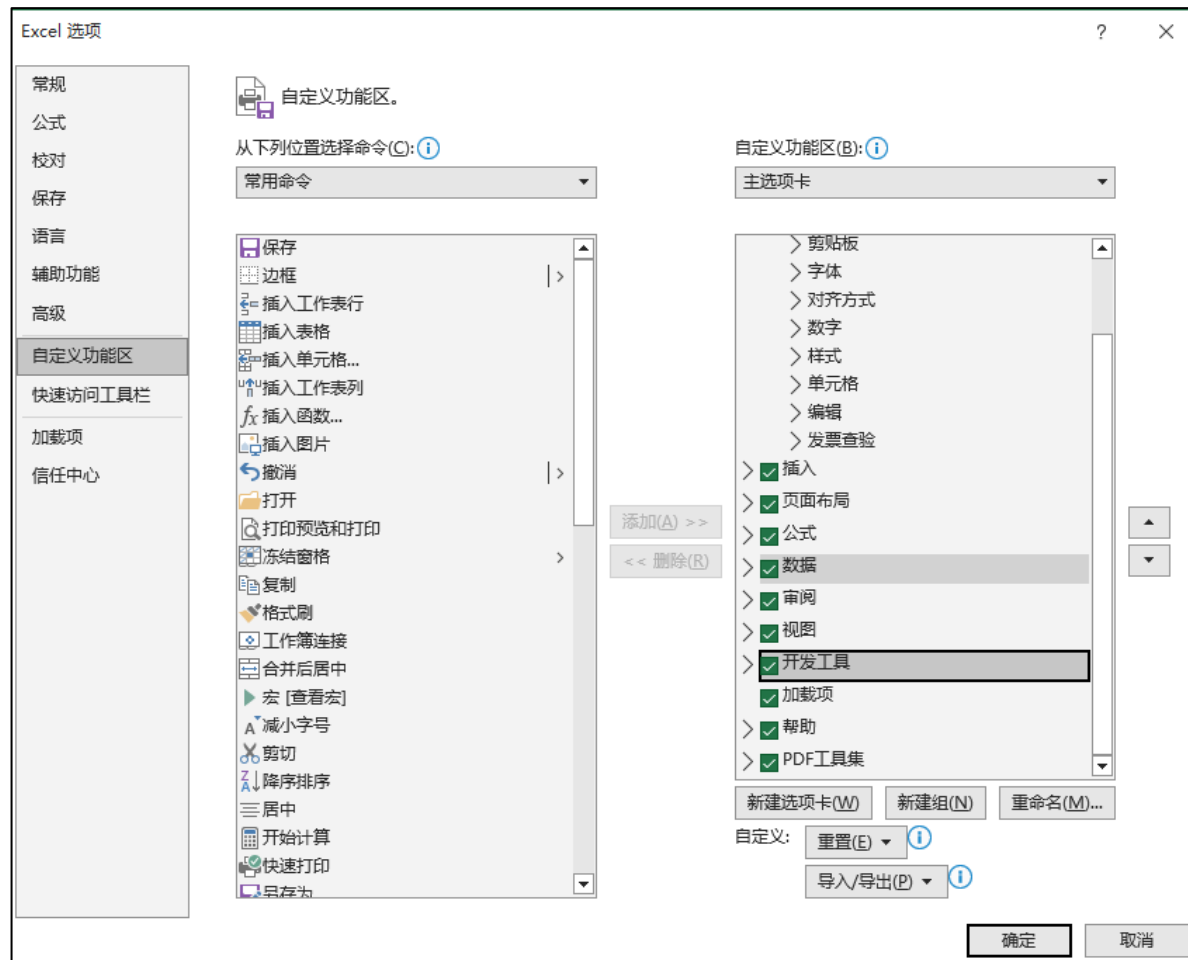 Excel 选项
?
常规
公式
校对
保存
语言
辅助功能
高级
自定义功能区
快速访问工具栏
加载项
信任中心
自定义功能区。
从下列位置选择命令(C):
常用命令
保存
边框
插入工作表行
插入表格
插入单元格...
插入工作表列
fx 插入函数...
插入图片
撤消
打开
打印预览和打印
冻结窗格
复制
格式刷
工作簿连接
合并后居中
宏 [查看宏]
减小字号
剪切
降序排序
居中
开始计算
快速打印
另存为
添加(A) >>
<< 删除(R)
自定义功能区(B):
主选项卡
剪贴板
字体
对齐方式
数字
样式
单元格
编辑
发票查验
插入
页面布局
公式
数据
审阅
视图
开发工具
加载项
帮助
PDF工具集
新建选项卡(W) 新建组(N) 重命名(M)...
自定义: 重置(E)
导入/导出(P)
确定 取消